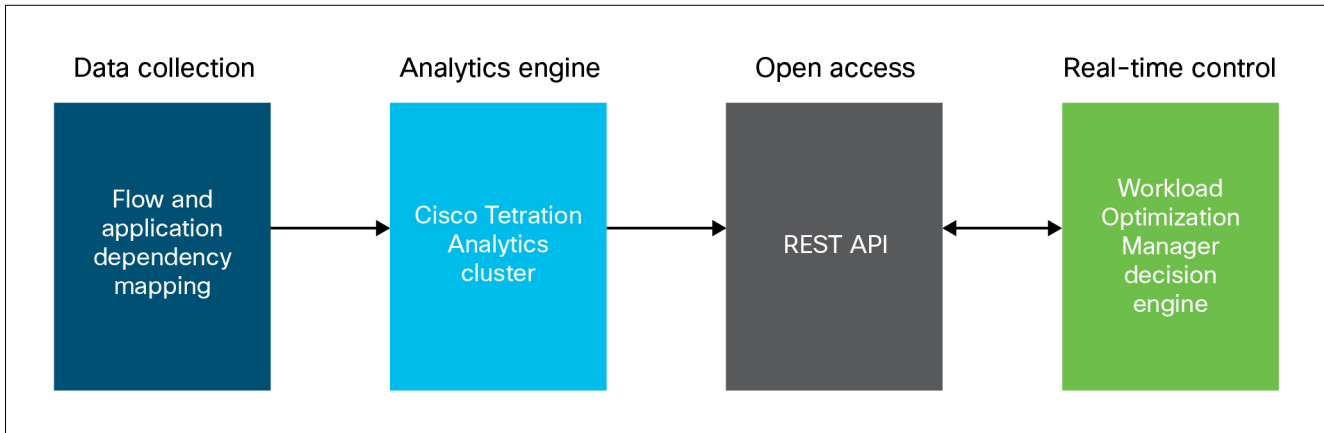 Data collection
Analytics engine
Open access
Real-time control
Flow and
application
dependency
mapping
Cisco Tetration
Analytics
cluster
REST API
Workload
Optimization
Manager
decision
engine